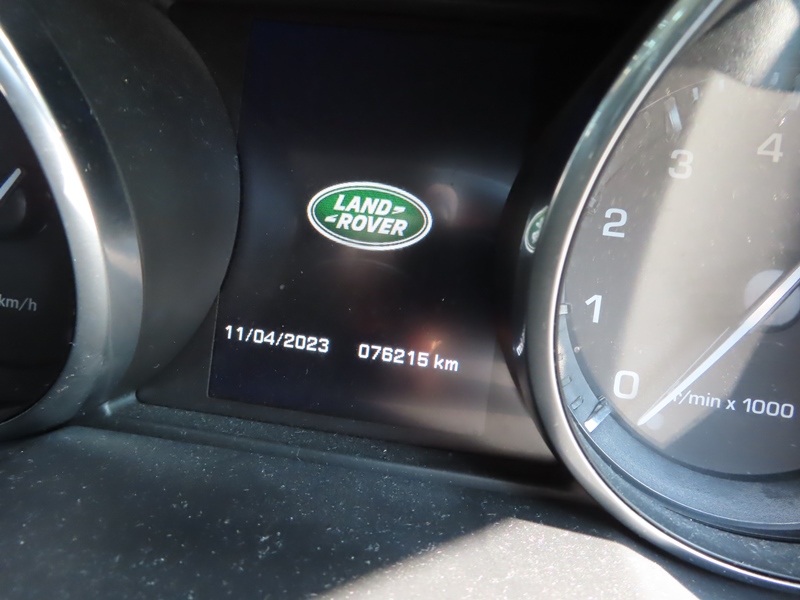 LAND
ROVER
11/04/2023 076215 km
km/h
4
3
2
1
0
r/min x 1000